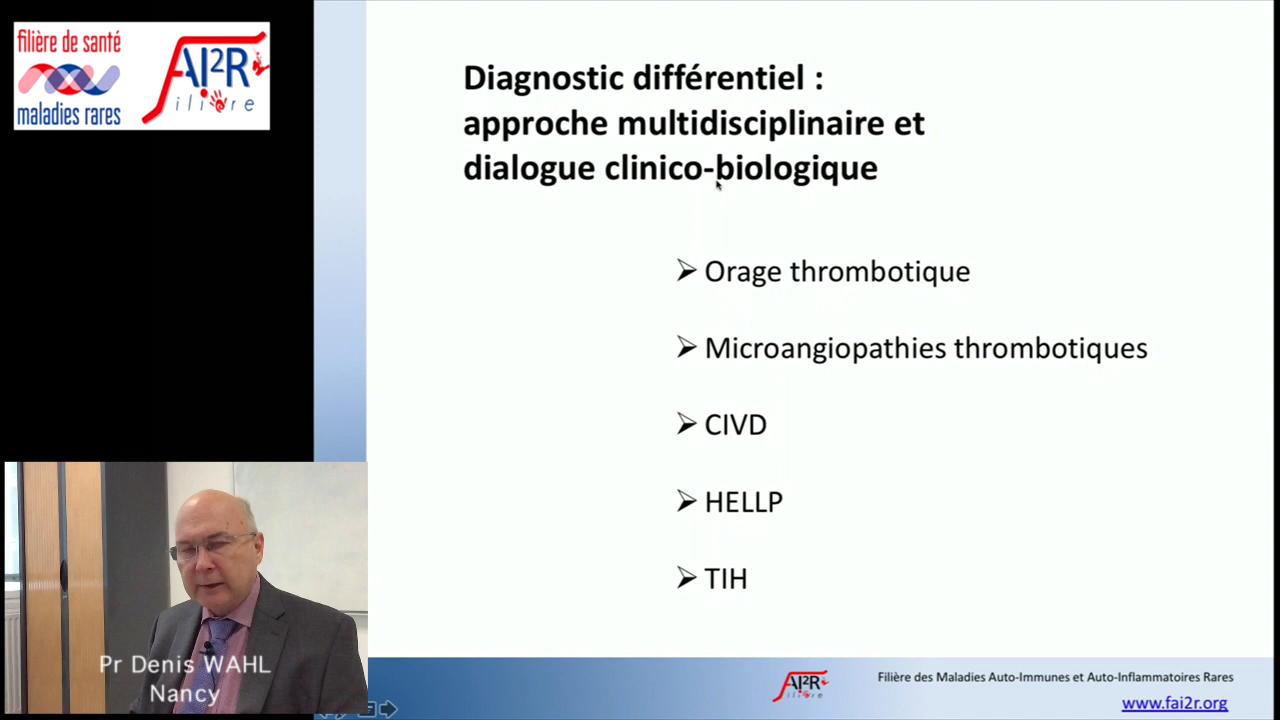 filière de santé
maladies rares
FAI2R
filière
Diagnostic différentiel :
approche multidisciplinaire et
dialogue clinico-biologique
Orage thrombotique
Microangiopathies thrombotiques
CIVD
HELLP
TIH
Pr Denis WAHL
Nancy
FAI2R
filière
Filière des Maladies Auto-Immunes et Auto-Inflammatoires Rares
www.fai2r.org